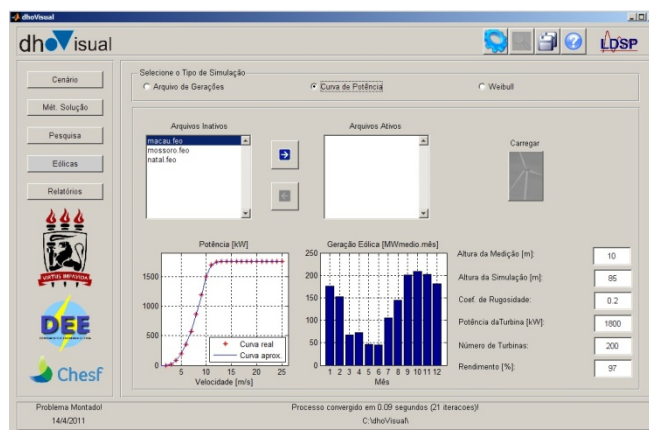 dhoVisual
dhoVisual
LDSP
Selecione o Tipo de Simulação
Arquivo de Gerações
Curva de Potência
Weibull
Cenário
Mét. Solução
Pesquisa
Eólicas
Relatórios
Arquivos Inativos
Arquivos Ativos
macau.feo
mossoro.feo
natal.feo
Carregar
VIRTUS IMPAVIDA
DEE
Chesf
Potência [kW]
1500
1000
500
0
5 10 15 20 25
Curva real
Curva aprox.
Velocidade [m/s]
Geração Eólica [MWmedio.mês]
250
200
150
100
50
0
1 2 3 4 5 6 7 8 9 10 11 12
Mês
Altura da Medição [m]: 10
Altura da Simulação [m]: 85
Coef. de Rugosidade: 0.2
Potência daTurbina [kW]: 1800
Número de Turbinas: 200
Rendimento [%]: 97
Problema Montado!
Processo convergido em 0.09 segundos (21 iteracoes)!
14/4/2011
C:\dhoVisual\